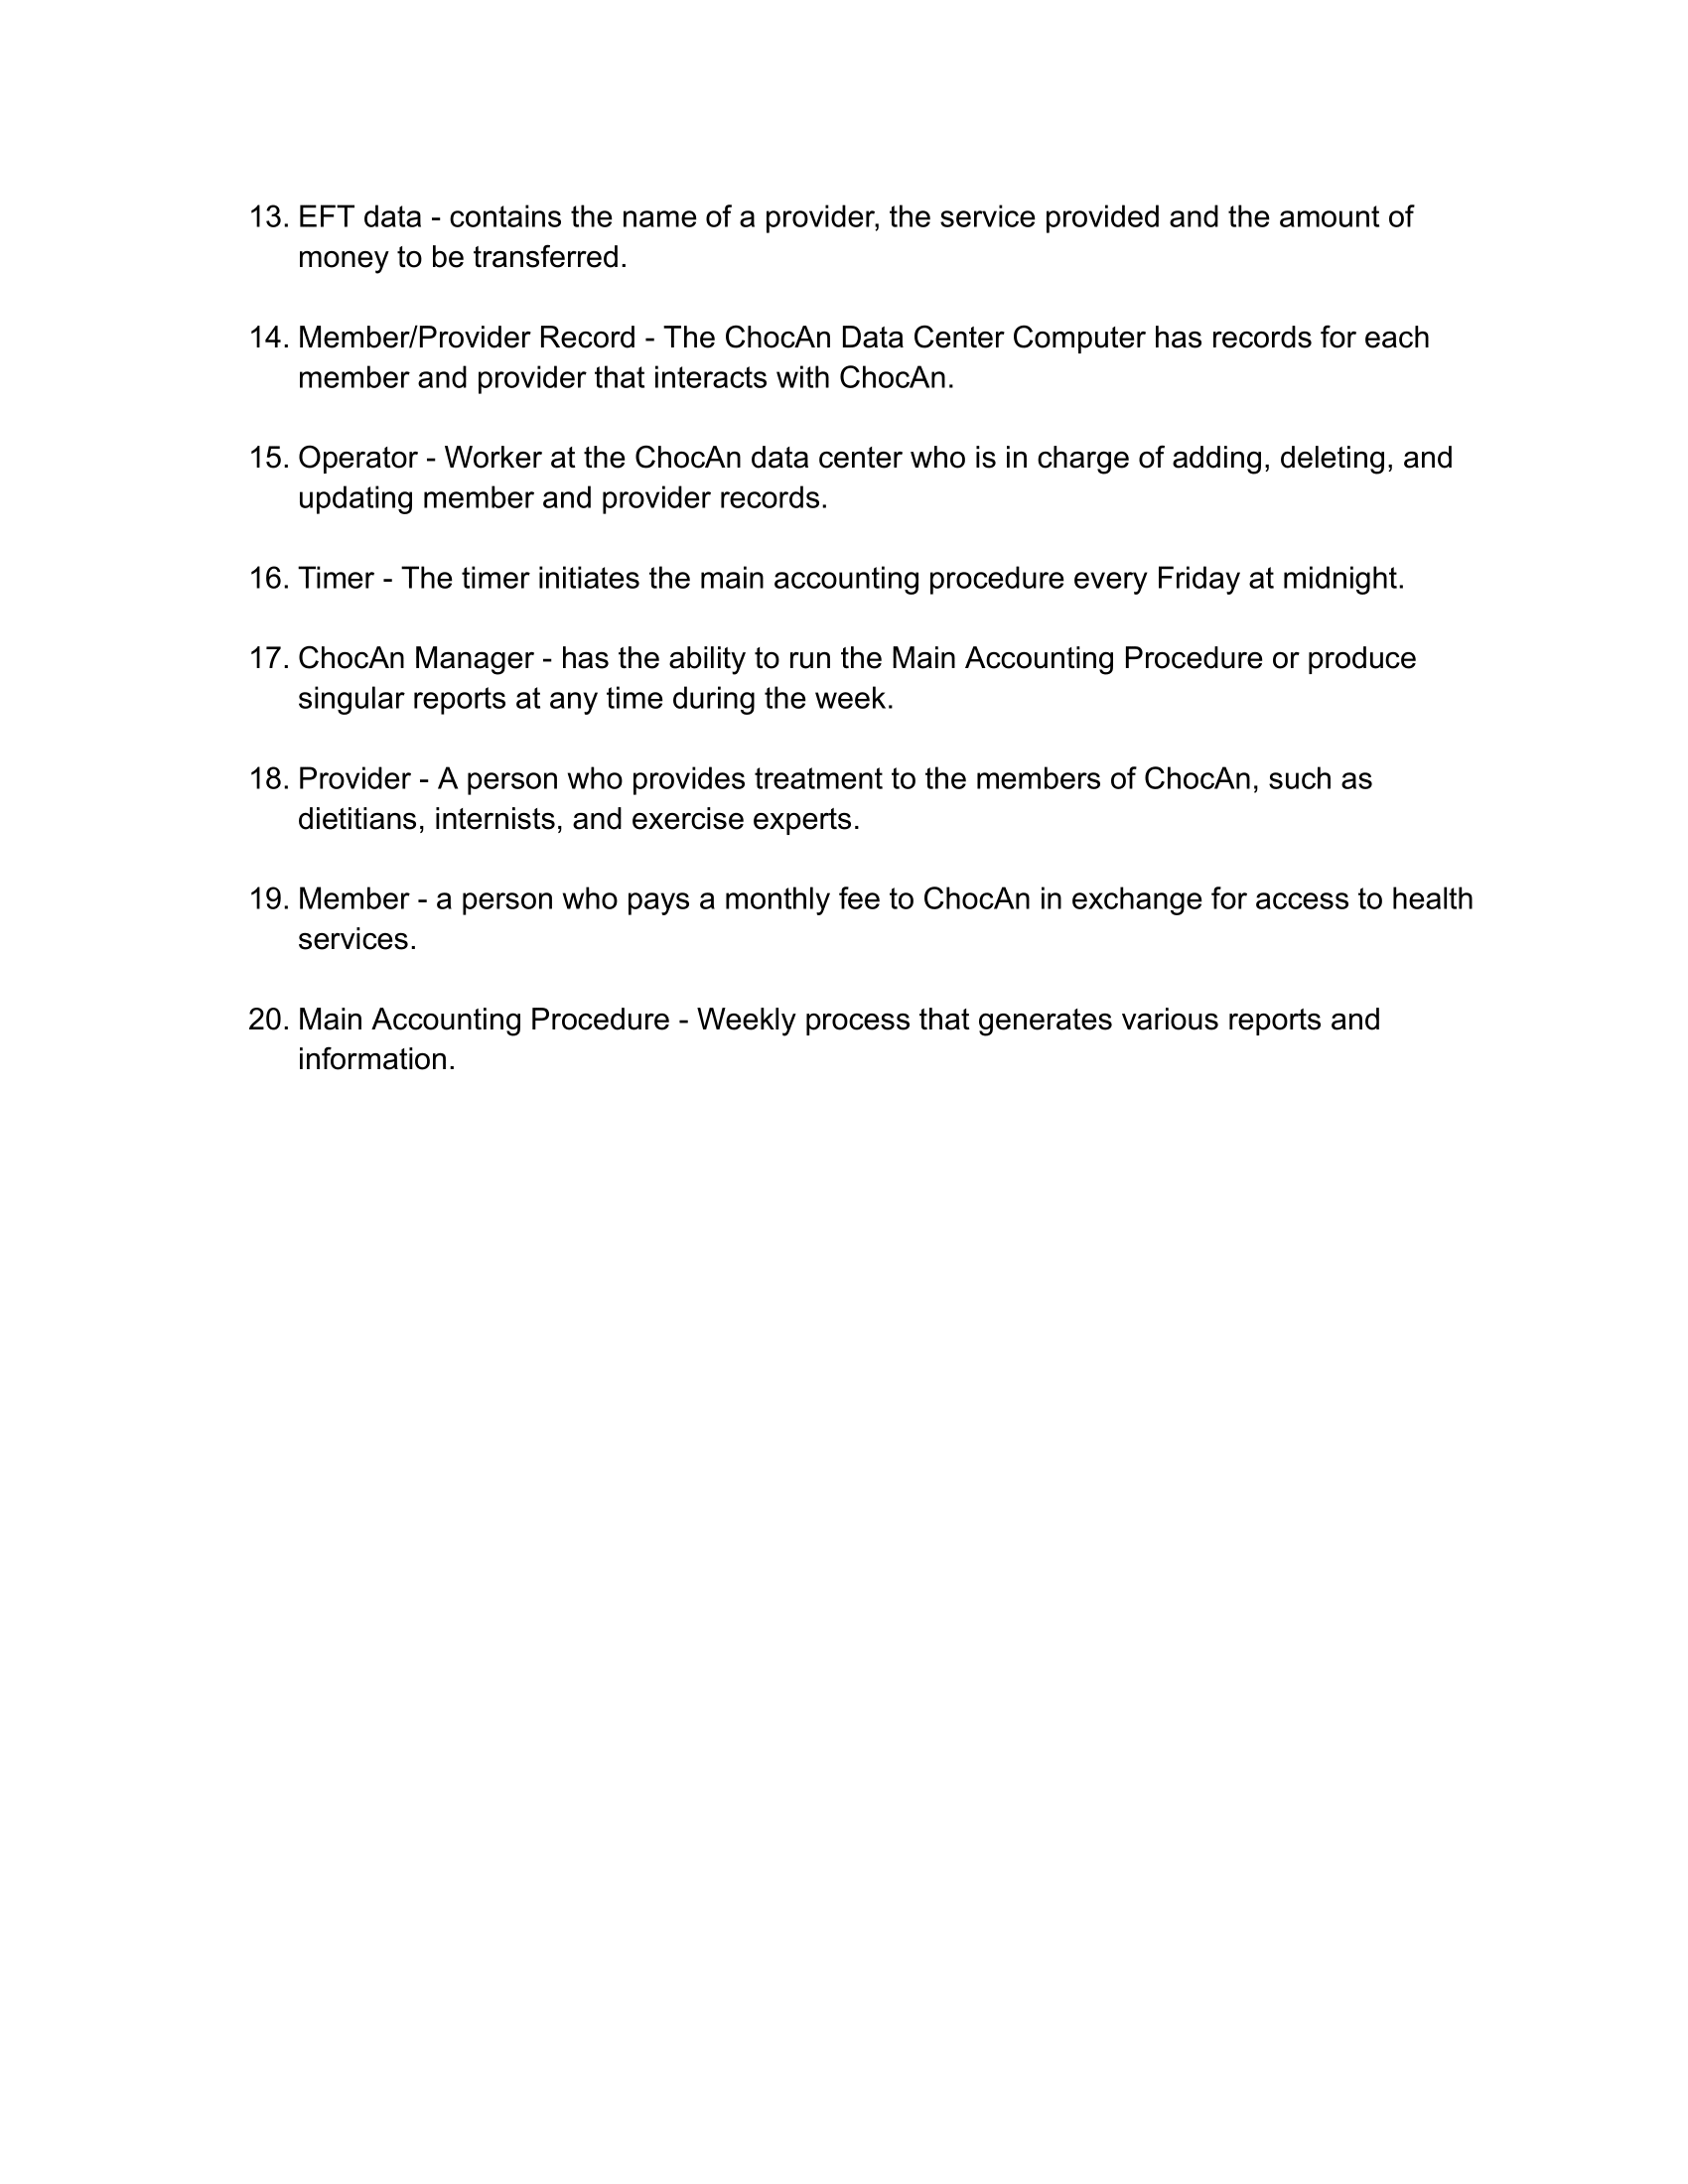 13. EFT data - contains the name of a provider, the service provided and the amount of
money to be transferred.
14. Member/Provider Record - The ChocAn Data Center Computer has records for each
member and provider that interacts with ChocAn.
15. Operator - Worker at the ChocAn data center who is in charge of adding, deleting, and
updating member and provider records.
16. Timer - The timer initiates the main accounting procedure every Friday at midnight.
17. ChocAn Manager - has the ability to run the Main Accounting Procedure or produce
singular reports at any time during the week.
18. Provider - A person who provides treatment to the members of ChocAn, such as
dietitians, internists, and exercise experts.
19. Member - a person who pays a monthly fee to ChocAn in exchange for access to health
services.
20. Main Accounting Procedure - Weekly process that generates various reports and
information.